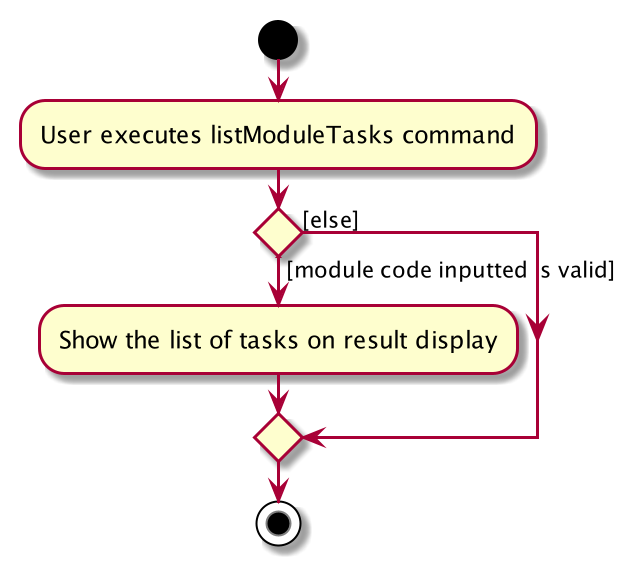 User executes listModuleTasks command
[else]
[module code inputted is valid]
Show the list of tasks on result display